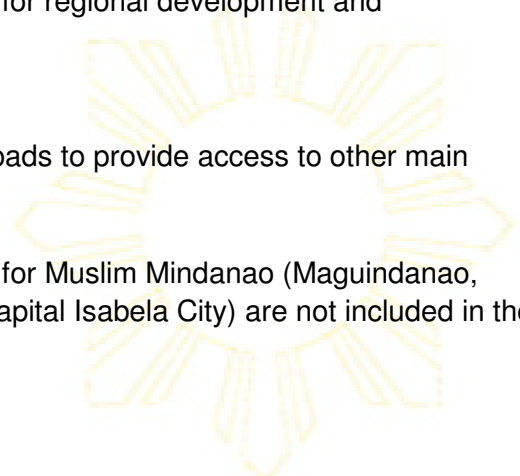 for regional development and
oads to provide access to other main
for Muslim Mindanao (Maguindanao,
apital Isabela City) are not included in the